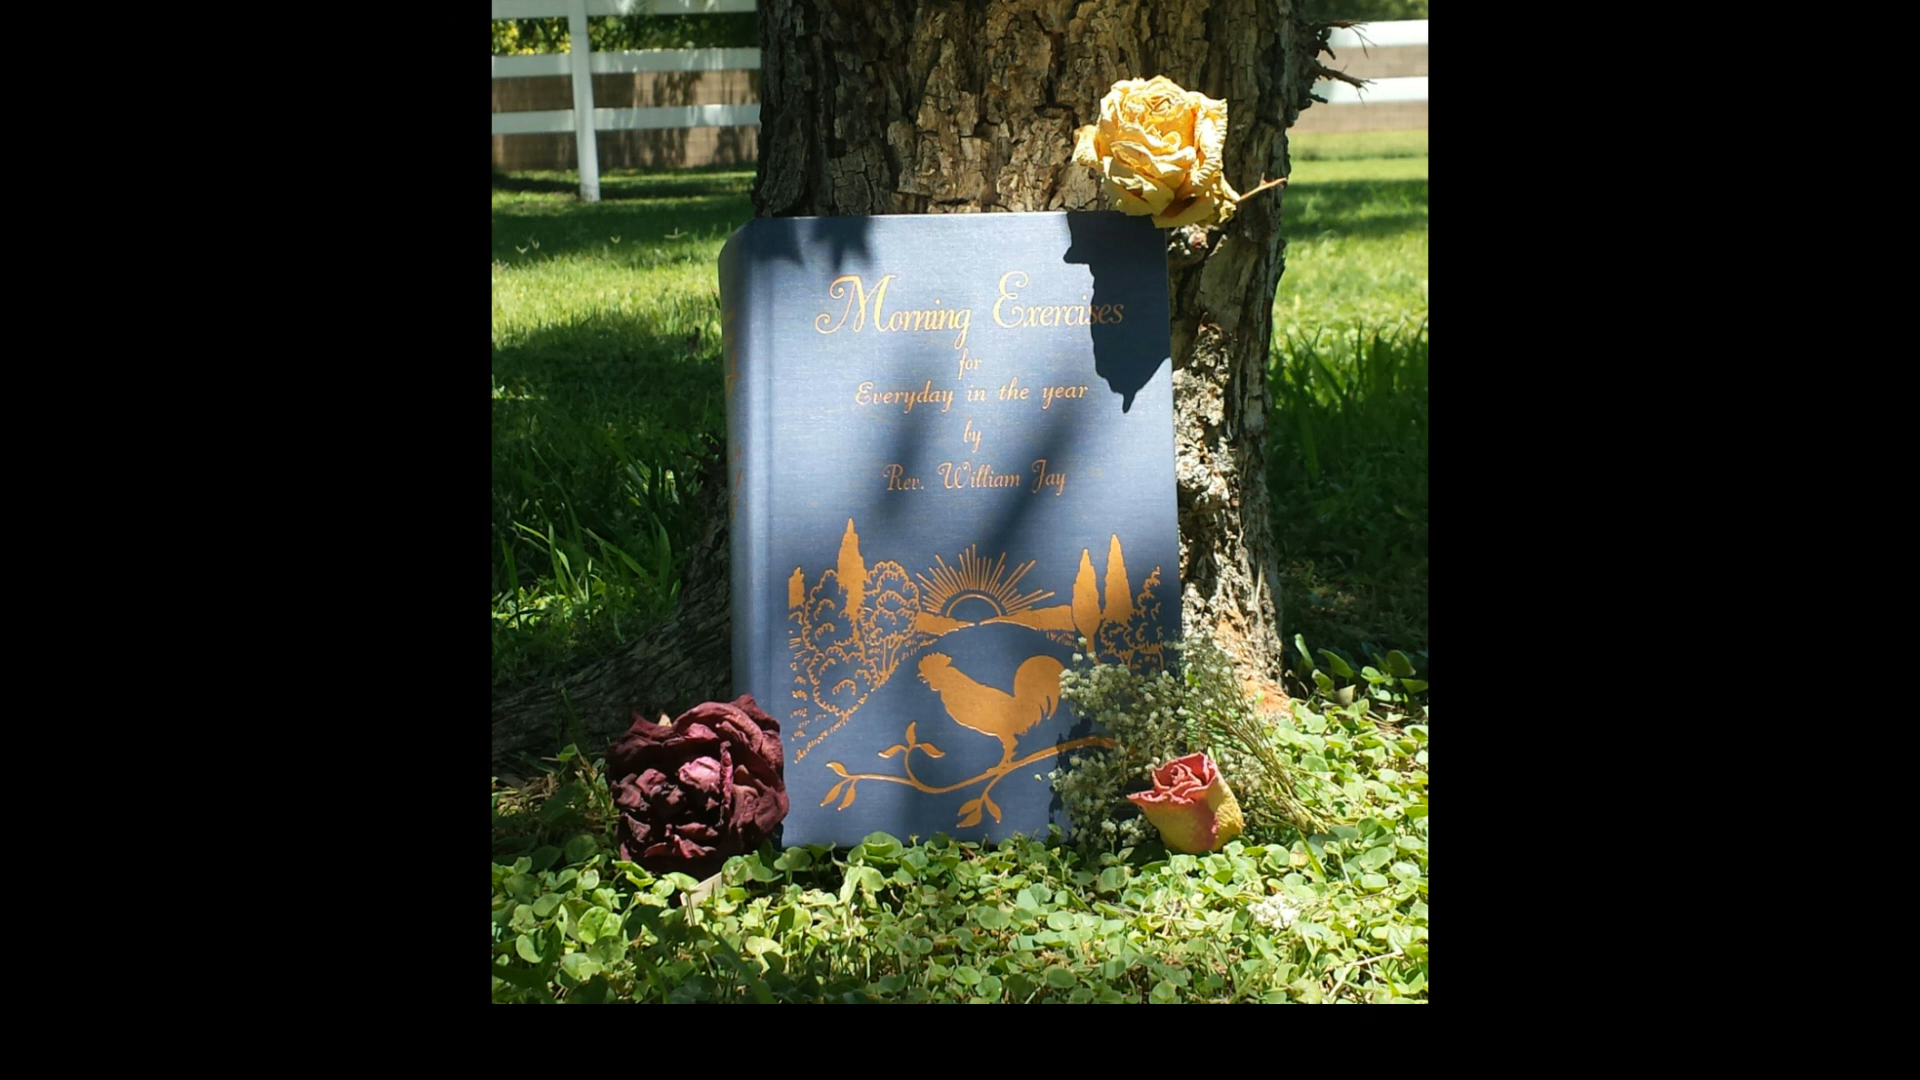 Morning Exercises
for
Everyday in the year
by
Rev. William Jay